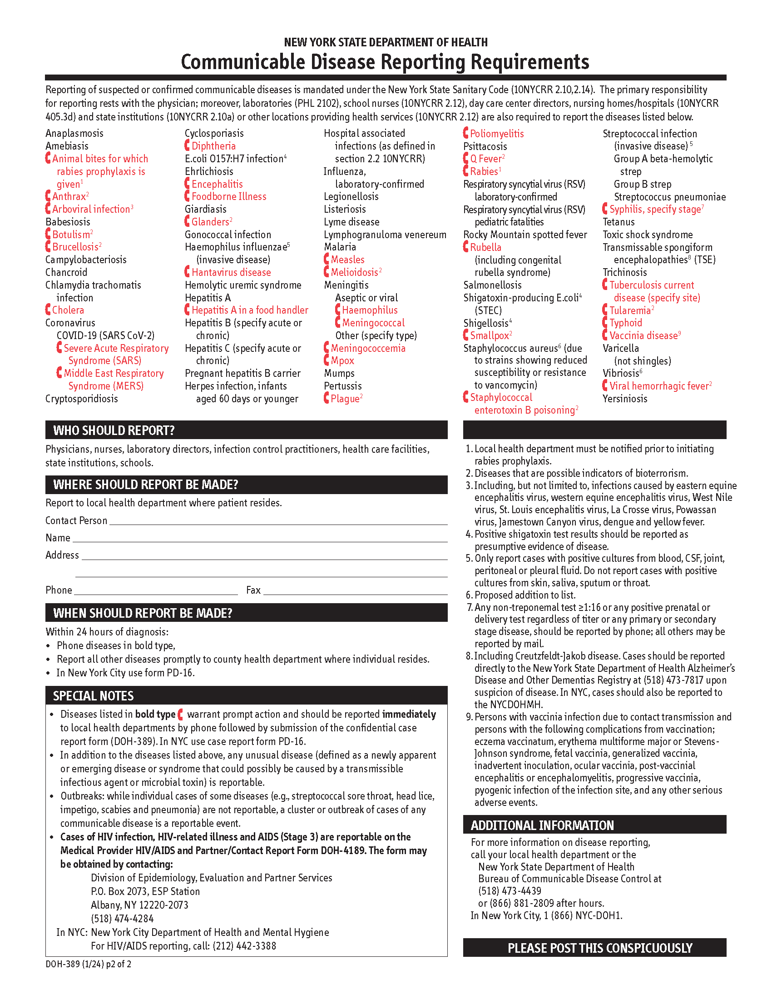 NEW YORK STATE DEPARTMENT OF HEALTH
Communicable Disease Reporting Requirements
Reporting of suspected or confirmed communicable diseases is mandated under the New York State Sanitary Code (10NYCRR 2.10,2.14). The primary responsibility
for reporting rests with the physician; moreover, laboratories (PHL 2102), school nurses (10NYCRR 2.12), day care center directors, nursing homes/hospitals (10NYCRR
405.3d) and state institutions (10NYCRR 2.10a) or other locations providing health services (10NYCRR 2.12) are also required to report the diseases listed below.
Anaplasmosis
Amebiasis
Animal bites for which
rabies prophylaxis is
given¹
Anthrax²
Arboviral infection³
Babesiosis
Botulism²
Brucellosis²
Campylobacteriosis
Chancroid
Chlamydia trachomatis
infection
Cholera
Coronavirus
COVID-19 (SARS CoV-2)
Severe Acute Respiratory
Syndrome (SARS)
Middle East Respiratory
Syndrome (MERS)
Cryptosporidiosis
Cyclosporiasis
Diphtheria
E.coli O157:H7 infection⁴
Ehrlichiosis
Encephalitis
Foodborne Illness
Giardiasis
Glanders²
Gonococcal infection
Haemophilus influenzae⁵
(invasive disease)
Hantavirus disease
Hemolytic uremic syndrome
Hepatitis A
Hepatitis A in a food handler
Hepatitis B (specify acute or
chronic)
Hepatitis C (specify acute or
chronic)
Pregnant hepatitis B carrier
Herpes infection, infants
aged 60 days or younger
Hospital associated
infections (as defined in
section 2.2 10NYCRR)
Influenza,
laboratory-confirmed
Legionellosis
Listeriosis
Lyme disease
Lymphogranuloma venereum
Malaria
Measles
Melioidosis²
Meningitis
Aseptic or viral
Haemophilus
Meningococcal
Other (specify type)
Meningococcemia
Mpox
Mumps
Pertussis
Plague²
Poliomyelitis
Psittacosis
Q Fever²
Rabies¹
Respiratory syncytial virus (RSV)
laboratory-confirmed
Respiratory syncytial virus (RSV)
pediatric fatalities
Rocky Mountain spotted fever
Rubella
(including congenital
rubella syndrome)
Salmonellosis
Shigatoxin-producing E.coli⁴
(STEC)
Shigellosis⁴
Smallpox²
Staphylococcus aureus⁶ (due
to strains showing reduced
susceptibility or resistance
to vancomycin)
Staphylococcal
enterotoxin B poisoning²
Streptococcal infection
(invasive disease) ⁵
Group A beta-hemolytic
strep
Group B strep
Streptococcus pneumoniae
Syphilis, specify stage⁷
Tetanus
Toxic shock syndrome
Transmissable spongiform
encephalopathies⁸ (TSE)
Trichinosis
Tuberculosis current
disease (specify site)
Tularemia²
Typhoid
Vaccinia disease⁹
Varicella
(not shingles)
Vibriosis⁶
Viral hemorrhagic fever²
Yersiniosis
WHO SHOULD REPORT?
Physicians, nurses, laboratory directors, infection control practitioners, health care facilities,
state institutions, schools.
WHERE SHOULD REPORT BE MADE?
Report to local health department where patient resides.
Contact Person
Name
Address
Phone Fax
WHEN SHOULD REPORT BE MADE?
Within 24 hours of diagnosis:
• Phone diseases in bold type,
• Report all other diseases promptly to county health department where individual resides.
• In New York City use form PD-16.
SPECIAL NOTES
• Diseases listed in bold type warrant prompt action and should be reported immediately
to local health departments by phone followed by submission of the confidential case
report form (DOH-389). In NYC use case report form PD-16.
• In addition to the diseases listed above, any unusual disease (defined as a newly apparent
or emerging disease or syndrome that could possibly be caused by a transmissible
infectious agent or microbial toxin) is reportable.
• Outbreaks: while individual cases of some diseases (e.g., streptococcal sore throat, head lice,
impetigo, scabies and pneumonia) are not reportable, a cluster or outbreak of cases of any
communicable disease is a reportable event.
• Cases of HIV infection, HIV-related illness and AIDS (Stage 3) are reportable on the
Medical Provider HIV/AIDS and Partner/Contact Report Form DOH-4189. The form may
be obtained by contacting:
Division of Epidemiology, Evaluation and Partner Services
P.O. Box 2073, ESP Station
Albany, NY 12220-2073
(518) 474-4284
In NYC: New York City Department of Health and Mental Hygiene
For HIV/AIDS reporting, call: (212) 442-3388
DOH-389 (1/24) p2 of 2
1. Local health department must be notified prior to initiating
rabies prophylaxis.
2. Diseases that are possible indicators of bioterrorism.
3. Including, but not limited to, infections caused by eastern equine
encephalitis virus, western equine encephalitis virus, West Nile
virus, St. Louis encephalitis virus, La Crosse virus, Powassan
virus, Jamestown Canyon virus, dengue and yellow fever.
4. Positive shigatoxin test results should be reported as
presumptive evidence of disease.
5. Only report cases with positive cultures from blood, CSF, joint,
peritoneal or pleural fluid. Do not report cases with positive
cultures from skin, saliva, sputum or throat.
6. Proposed addition to list.
7. Any non-treponemal test ≥1:16 or any positive prenatal or
delivery test regardless of titer or any primary or secondary
stage disease, should be reported by phone; all others may be
reported by mail.
8. Including Creutzfeldt-Jakob disease. Cases should be reported
directly to the New York State Department of Health Alzheimer's
Disease and Other Dementias Registry at (518) 473-7817 upon
suspicion of disease. In NYC, cases should also be reported to
the NYCDOHMH.
9. Persons with vaccinia infection due to contact transmission and
persons with the following complications from vaccination;
eczema vaccinatum, erythema multiforme major or Stevens-
Johnson syndrome, fetal vaccinia, generalized vaccinia,
inadvertent inoculation, ocular vaccinia, post-vaccinial
encephalitis or encephalomyelitis, progressive vaccinia,
pyogenic infection of the infection site, and any other serious
adverse events.
ADDITIONAL INFORMATION
For more information on disease reporting,
call your local health department or the
New York State Department of Health
Bureau of Communicable Disease Control at
(518) 473-4439
or (866) 881-2809 after hours.
In New York City, 1 (866) NYC-DOH1.
PLEASE POST THIS CONSPICUOUSLY